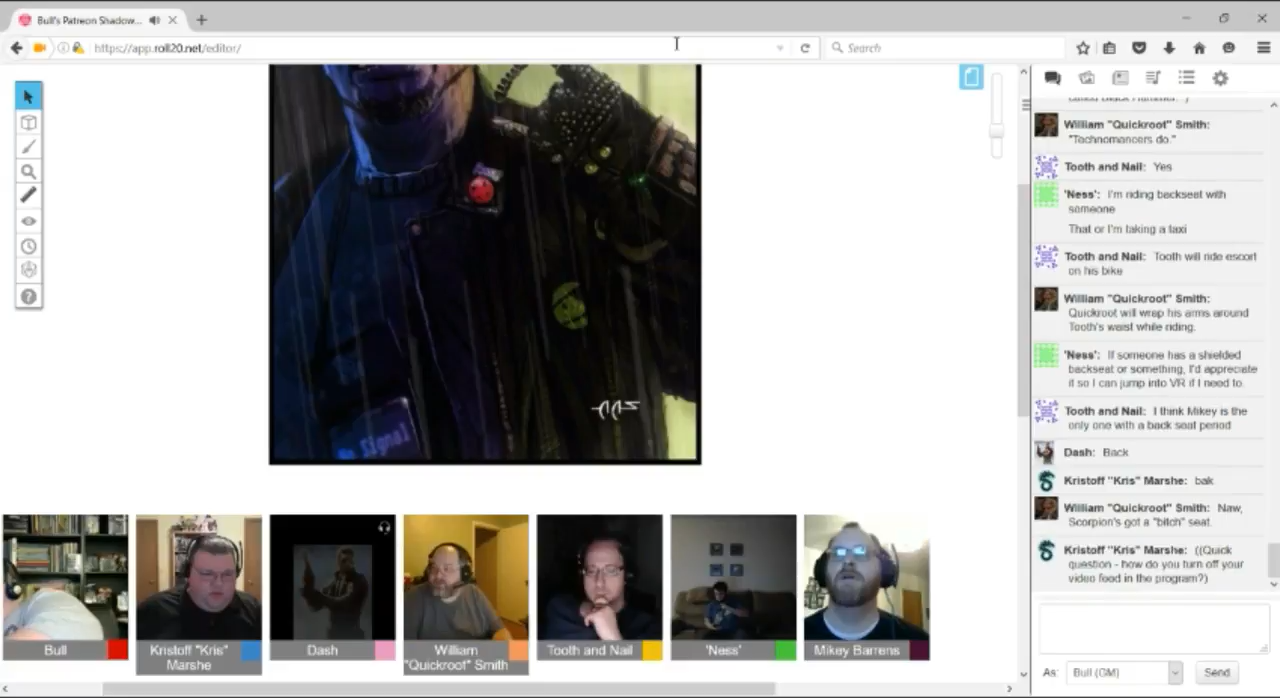 Bull's Patreon Shadow...
https://app.roll20.net/editor/
Search
William "Quickroot" Smith:
"Technomancers do."
Tooth and Nail: Yes
'Ness': I'm riding backseat with
someone
That or I'm taking a taxi
Tooth and Nail: Tooth will ride escort
on his bike
William "Quickroot" Smith:
Quickroot will wrap his arms around
Tooth's waist while riding.
'Ness': If someone has a shielded
backseat or something, I'd appreciate
it so I can jump into VR if I need to.
Tooth and Nail: I think Mikey is the
only one with a back seat period
Dash: Back
Kristoff "Kris" Marshe: bak
William "Quickroot" Smith: Naw,
Scorpion's got a "bitch" seat.
Kristoff "Kris" Marshe: ((Quick
question - how do you turn off your
video feed in the program?)
As: Bull (GM) Send
Signal
Bull
Kristoff "Kris"
Marshe
Dash
William
"Quickroot" Smith
Tooth and Nail
'Ness'
Mikey Barrens